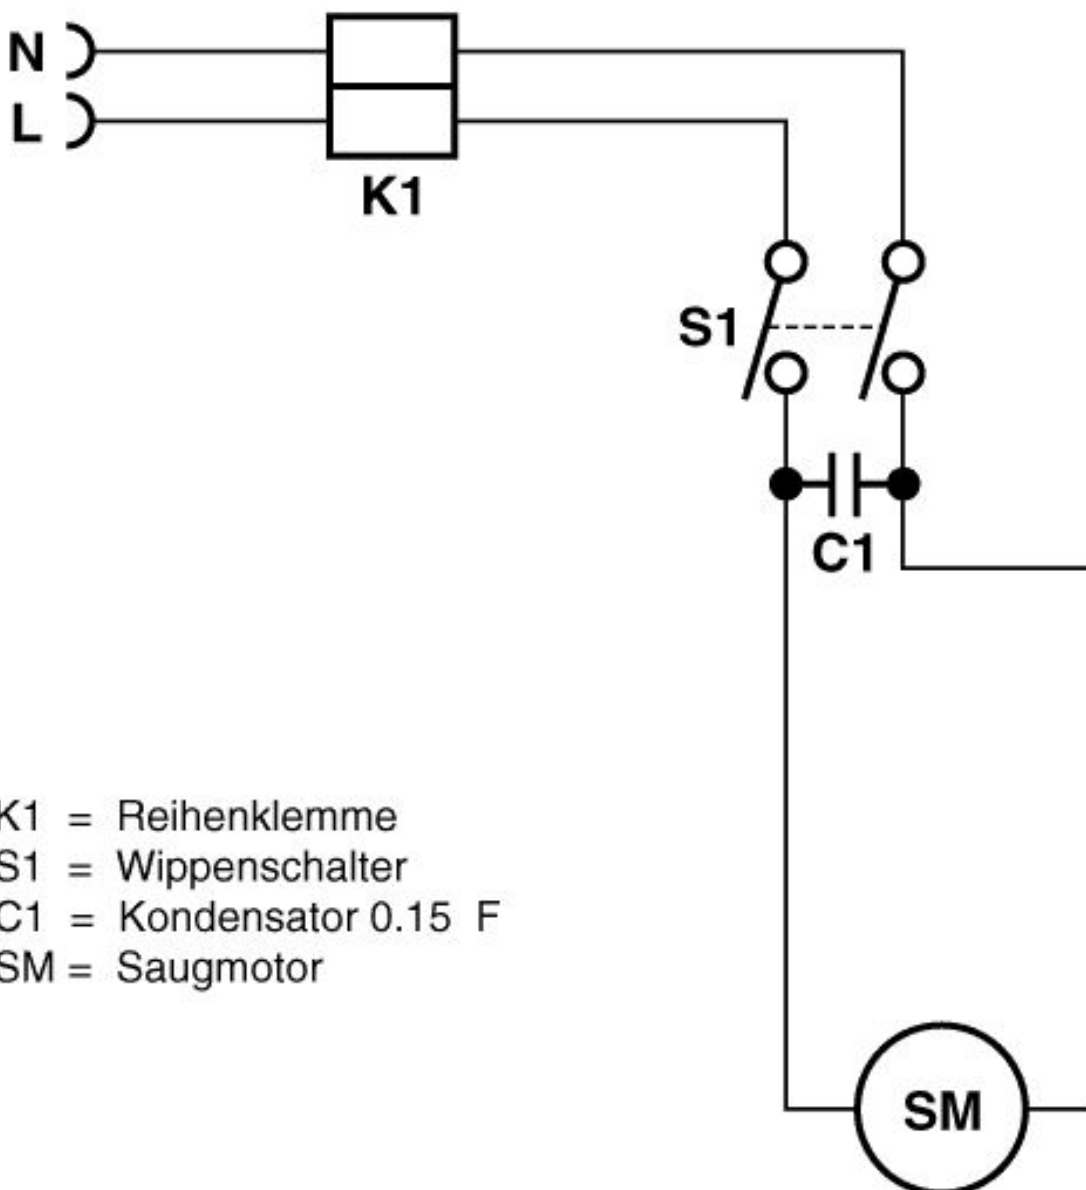 N
L
K1
S1
C1
K1 = Reihenklemme
S1 = Wippenschalter
C1 = Kondensator 0.15 F
SM = Saugmotor
SM